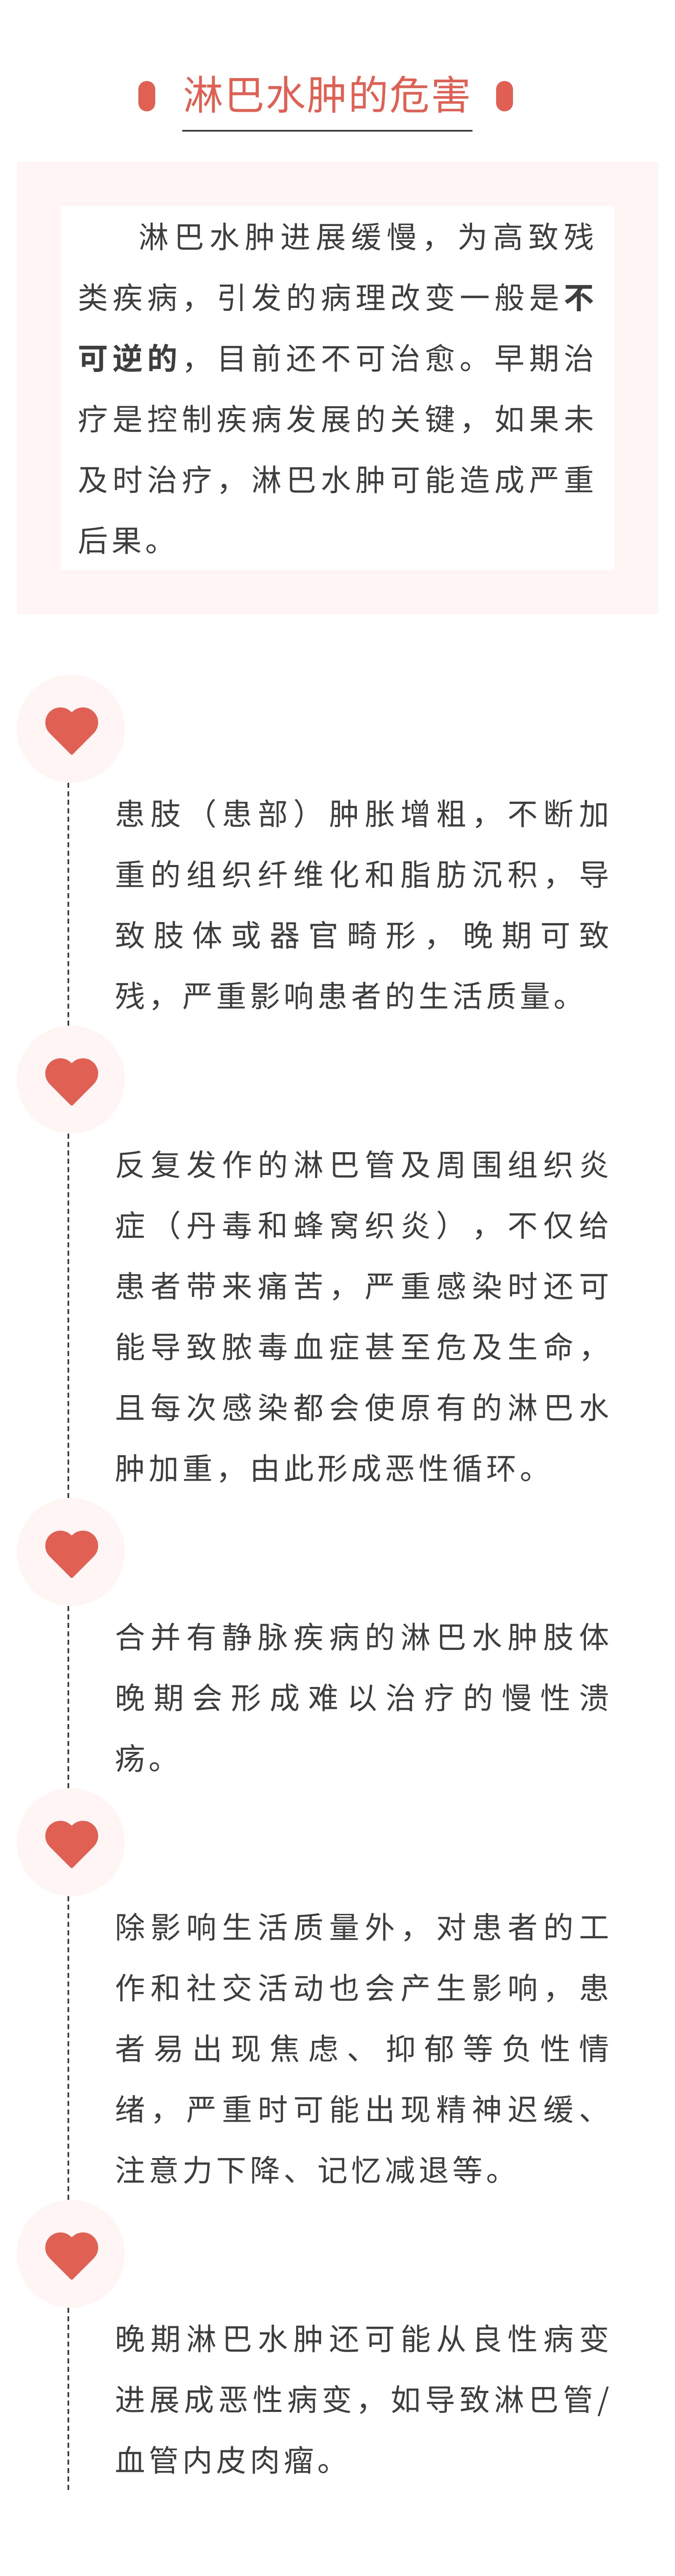 淋巴水肿的危害
淋巴水肿进展缓慢，为高致残
类疾病，引发的病理改变一般是不
可逆的，目前还不可治愈。早期治
疗是控制疾病发展的关键，如果未
及时治疗，淋巴水肿可能造成严重
后果。
患肢（患部）肿胀增粗，不断加
重的组织纤维化和脂肪沉积，导
致肢体或器官畸形，晚期可致
残，严重影响患者的生活质量。
反复发作的淋巴管及周围组织炎
症（丹毒和蜂窝织炎），不仅给
患者带来痛苦，严重感染时还可
能导致脓毒血症甚至危及生命，
且每次感染都会使原有的淋巴水
肿加重，由此形成恶性循环。
合并有静脉疾病的淋巴水肿肢体
晚期会形成难以治疗的慢性溃
疡。
除影响生活质量外，对患者的工
作和社交活动也会产生影响，患
者易出现焦虑、抑郁等负性情
绪，严重时可能出现精神迟缓、
注意力下降、记忆减退等。
晚期淋巴水肿还可能从良性病变
进展成恶性病变，如导致淋巴管/
血管内皮肉瘤。